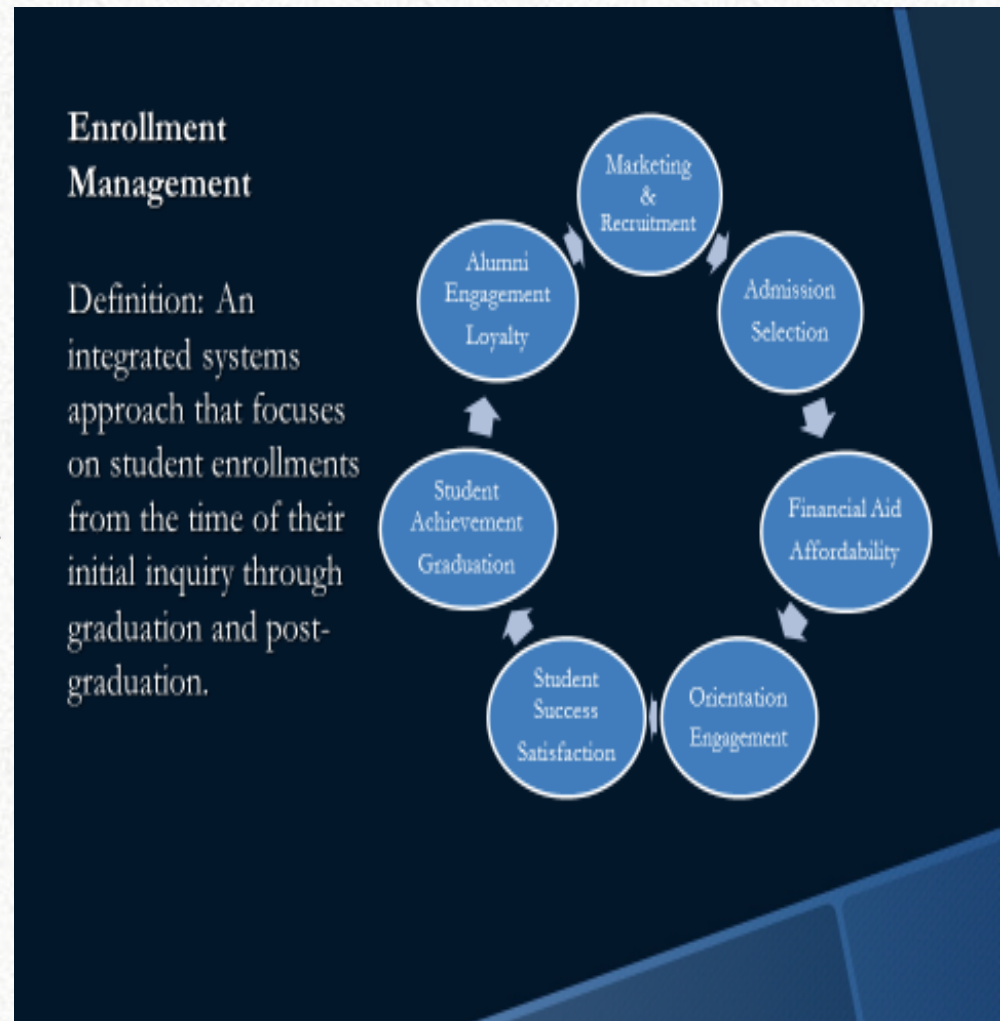 Enrollment
Management
Definition: An
integrated systems
approach that focuses
on student enrollments
from the time of their
initial inquiry through
graduation and post-
graduation.
Marketing
&
Recruitment
Admission
Selection
Financial Aid
Affordability
Orientation
Engagement
Student
Success
Satisfaction
Student
Achievement
Graduation
Alumni
Engagement
Loyalty